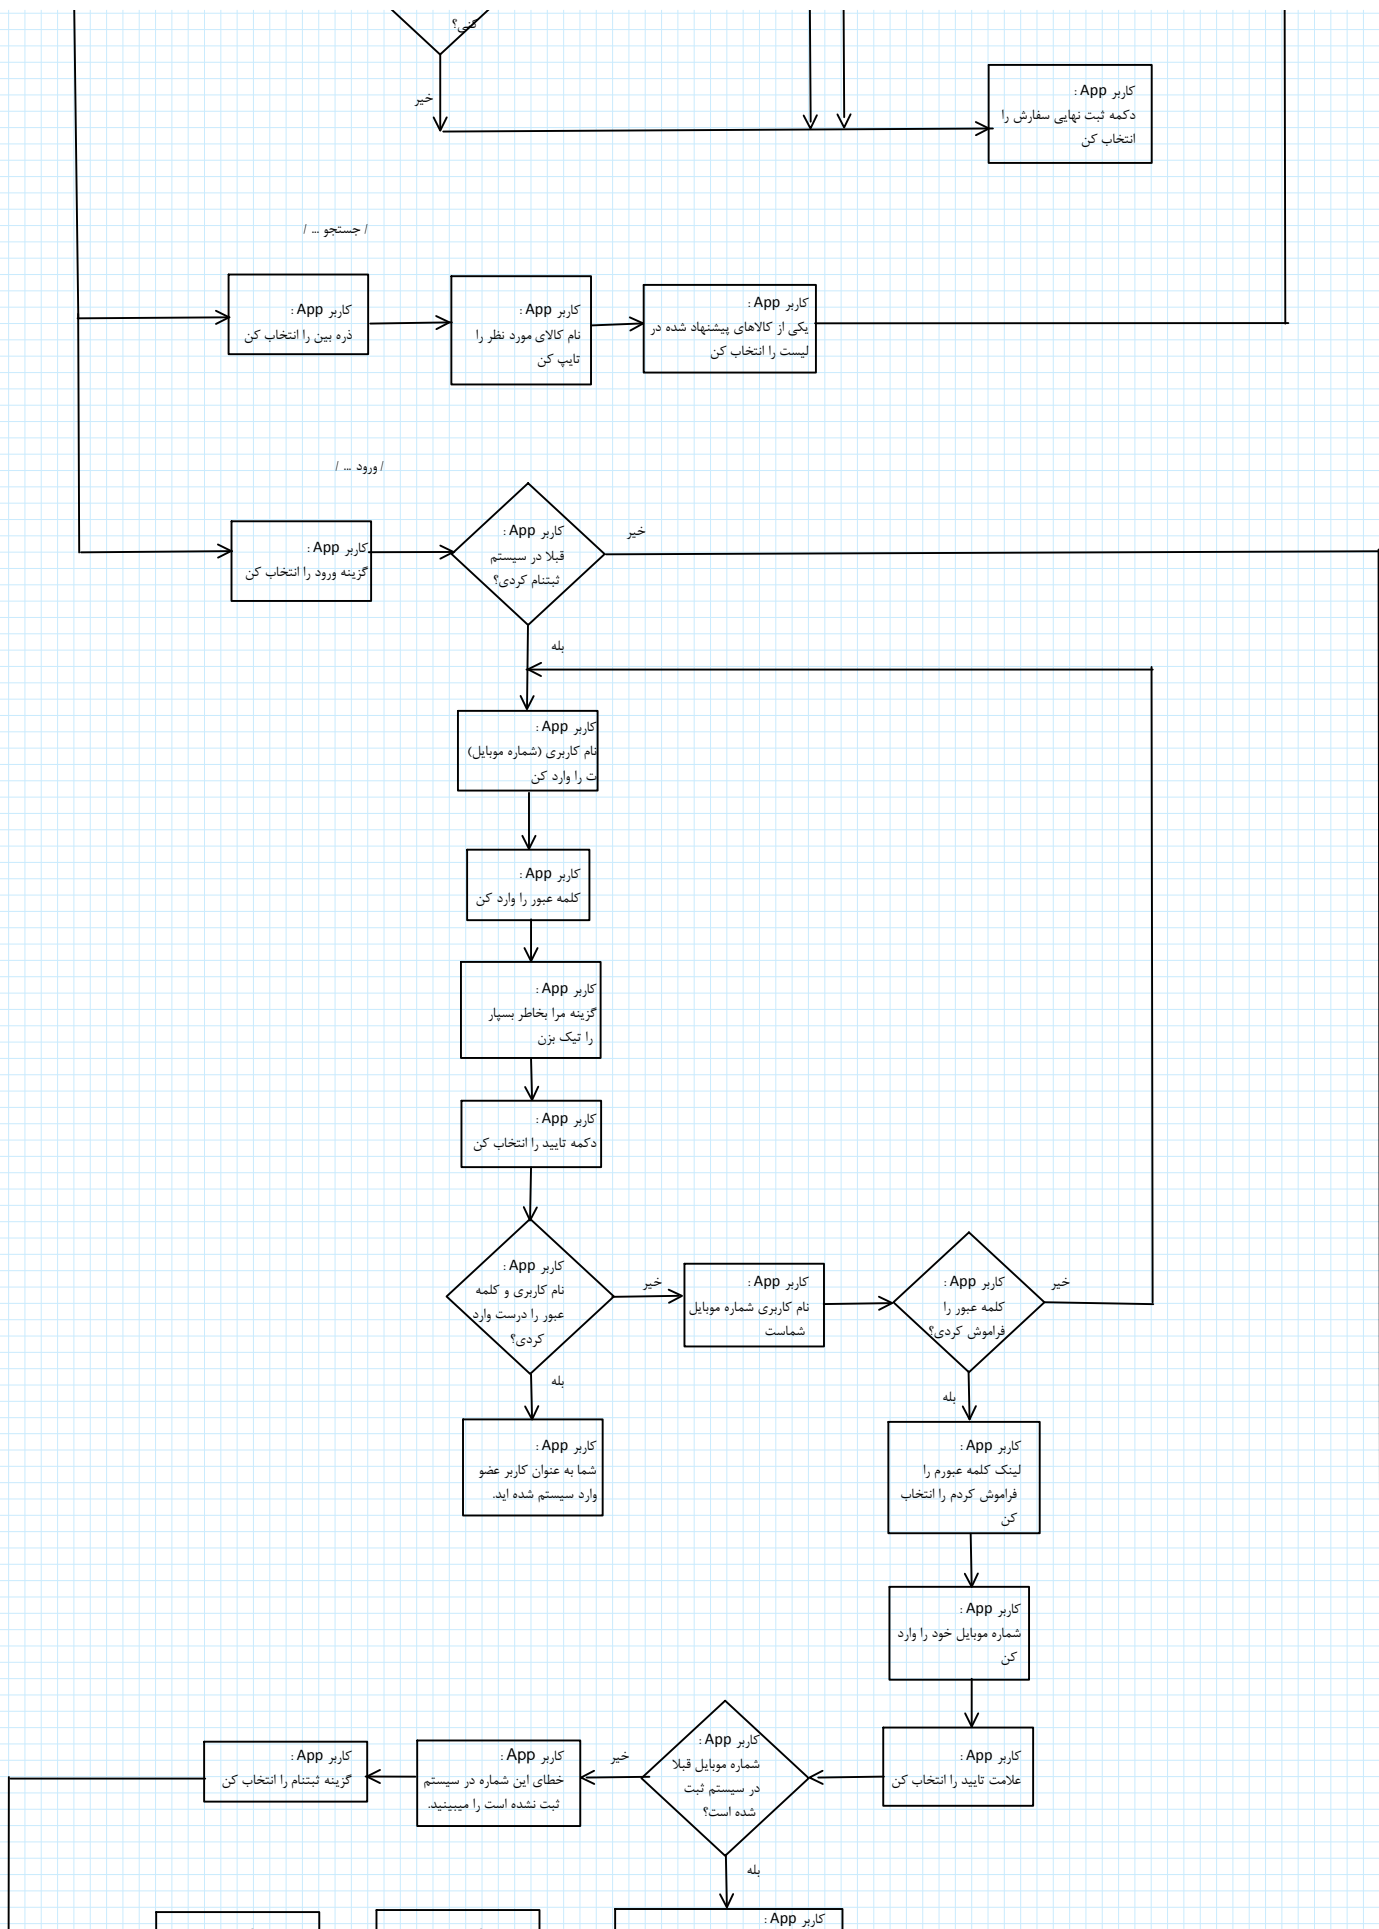 کنی؟
خیر
کاربر App :
دکمه ثبت نهایی سفارش را
انتخاب کن
/ جستجو ... /
کاربر App :
ذره بین را انتخاب کن
کاربر App :
نام کالای مورد نظر را
تایپ کن
کاربر App :
یکی از کالاهای پیشنهاد شده در
لیست را انتخاب کن
/ ورود ... /
کاربر App :
گزینه ورود را انتخاب کن
کاربر App :
قبلا در سیستم
ثبتنام کردی؟
خیر
بله
کاربر App :
نام کاربری (شماره موبایل)
ت را وارد کن
کاربر App :
کلمه عبور را وارد کن
کاربر App :
گزینه مرا بخاطر بسپار
را تیک بزن
کاربر App :
دکمه تایید را انتخاب کن
کاربر App :
نام کاربری و کلمه
عبور را درست وارد
کردی؟
خیر
بله
کاربر App :
نام کاربری شماره موبایل
شماست
کاربر App :
کلمه عبور را
فراموش کردی؟
خیر
بله
کاربر App :
شما به عنوان کاربر عضو
وارد سیستم شده اید.
کاربر App :
لینک کلمه عبورم را
فراموش کردم را انتخاب
کن
کاربر App :
شماره موبایل خود را وارد
کن
کاربر App :
علامت تایید را انتخاب کن
کاربر App :
شماره موبایل قبلا
در سیستم ثبت
شده است؟
خیر
بله
کاربر App :
خطای این شماره در سیستم
ثبت نشده است را میبینید.
کاربر App :
گزینه ثبتنام را انتخاب کن
کاربر App :